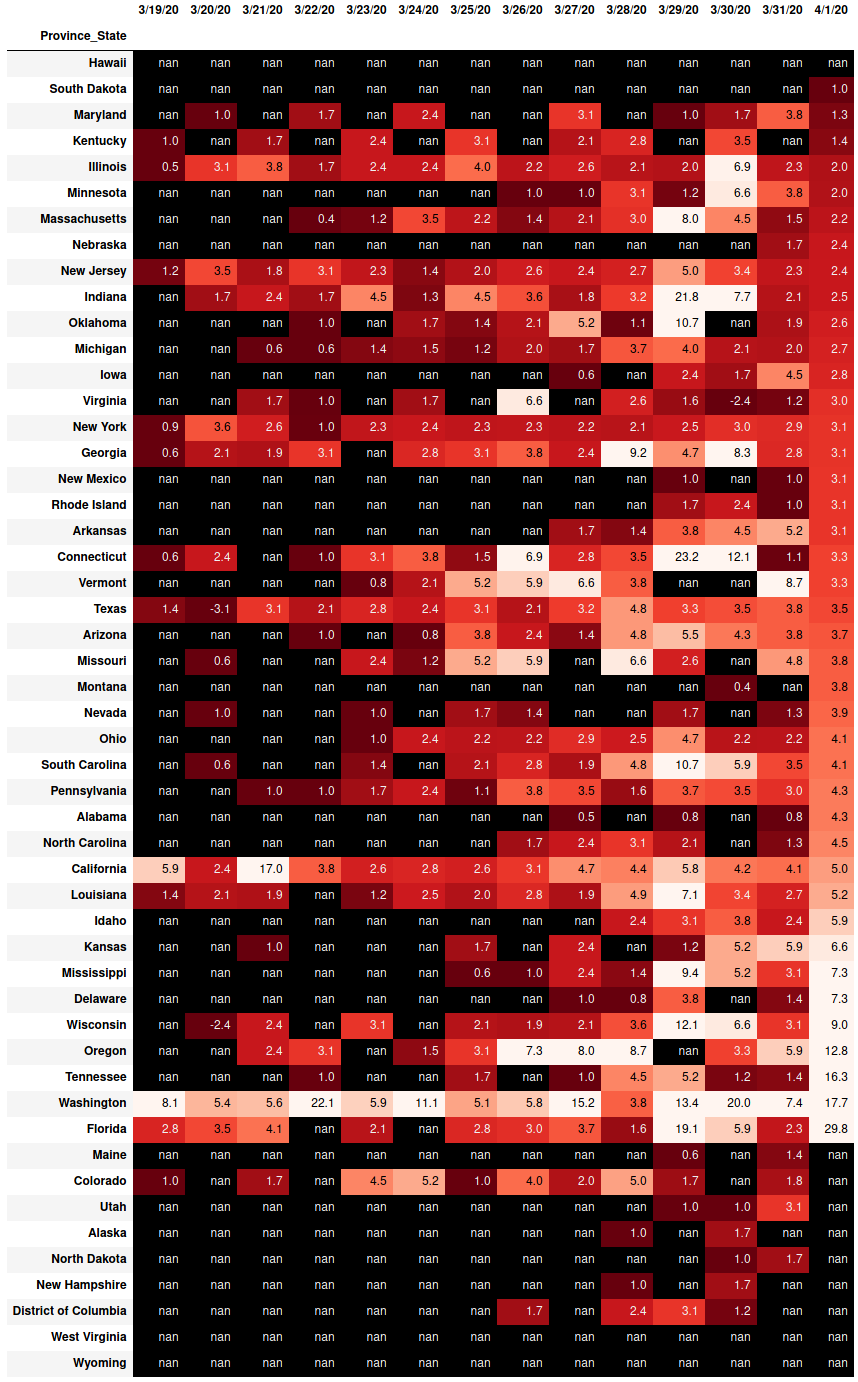 3/19/20 3/20/20 3/21/20 3/22/20 3/23/20 3/24/20 3/25/20 3/26/20 3/27/20 3/28/20 3/29/20 3/30/20 3/31/20 4/1/20
Province_State
Hawaii nan nan nan nan nan nan nan nan nan nan nan nan nan nan
South Dakota nan nan nan nan nan nan nan nan nan nan nan nan nan 1.0
Maryland nan 1.0 nan 1.7 nan 2.4 nan nan 3.1 nan 1.0 1.7 3.8 1.3
Kentucky 1.0 nan 1.7 nan 2.4 nan 3.1 nan 2.1 2.8 nan 3.5 nan 1.4
Illinois 0.5 3.1 3.8 1.7 2.4 2.4 4.0 2.2 2.6 2.1 2.0 6.9 2.3 2.0
Minnesota nan nan nan nan nan nan nan 1.0 1.0 3.1 1.2 6.6 3.8 2.0
Massachusetts nan nan nan 0.4 1.2 3.5 2.2 1.4 2.1 3.0 8.0 4.5 1.5 2.2
Nebraska nan nan nan nan nan nan nan nan nan nan nan nan 1.7 2.4
New Jersey 1.2 3.5 1.8 3.1 2.3 1.4 2.0 2.6 2.4 2.7 5.0 3.4 2.3 2.4
Indiana nan 1.7 2.4 1.7 4.5 1.3 4.5 3.6 1.8 3.2 21.8 7.7 2.1 2.5
Oklahoma nan nan nan 1.0 nan 1.7 1.4 2.1 5.2 1.1 10.7 nan 1.9 2.6
Michigan nan nan 0.6 0.6 1.4 1.5 1.2 2.0 1.7 3.7 4.0 2.1 2.0 2.7
Iowa nan nan nan nan nan nan nan nan 0.6 nan 2.4 1.7 4.5 2.8
Virginia nan nan 1.7 1.0 nan 1.7 nan 6.6 nan 2.6 1.6 -2.4 1.2 3.0
New York 0.9 3.6 2.6 1.0 2.3 2.4 2.3 2.3 2.2 2.1 2.5 3.0 2.9 3.1
Georgia 0.6 2.1 1.9 3.1 nan 2.8 3.1 3.8 2.4 9.2 4.7 8.3 2.8 3.1
New Mexico nan nan nan nan nan nan nan nan nan nan 1.0 nan 1.0 3.1
Rhode Island nan nan nan nan nan nan nan nan nan nan 1.7 2.4 1.0 3.1
Arkansas nan nan nan nan nan nan nan nan 1.7 1.4 3.8 4.5 5.2 3.1
Connecticut 0.6 2.4 nan 1.0 3.1 3.8 1.5 6.9 2.8 3.5 23.2 12.1 1.1 3.3
Vermont nan nan nan nan 0.8 2.1 5.2 5.9 6.6 3.8 nan nan 8.7 3.3
Texas 1.4 -3.1 3.1 2.1 2.8 2.4 3.1 2.1 3.2 4.8 3.3 3.5 3.8 3.5
Arizona nan nan nan 1.0 nan 0.8 3.8 2.4 1.4 4.8 5.5 4.3 3.8 3.7
Missouri nan 0.6 nan nan 2.4 1.2 5.2 5.9 nan 6.6 2.6 nan 4.8 3.8
Montana nan nan nan nan nan nan nan nan nan nan nan 0.4 nan 3.8
Nevada nan 1.0 nan nan 1.0 nan 1.7 1.4 nan nan 1.7 nan 1.3 3.9
Ohio nan nan nan nan 1.0 2.4 2.2 2.2 2.9 2.5 4.7 2.2 2.2 4.1
South Carolina nan 0.6 nan nan 1.4 nan 2.1 2.8 1.9 4.8 10.7 5.9 3.5 4.1
Pennsylvania nan nan 1.0 1.0 1.7 2.4 1.1 3.8 3.5 1.6 3.7 3.5 3.0 4.3
Alabama nan nan nan nan nan nan nan nan 0.5 nan 0.8 nan 0.8 4.3
North Carolina nan nan nan nan nan nan nan 1.7 2.4 3.1 2.1 nan 1.3 4.5
California 5.9 2.4 17.0 3.8 2.6 2.8 2.6 3.1 4.7 4.4 5.8 4.2 4.1 5.0
Louisiana 1.4 2.1 1.9 nan 1.2 2.5 2.0 2.8 1.9 4.9 7.1 3.4 2.7 5.2
Idaho nan nan nan nan nan nan nan nan nan 2.4 3.1 3.8 2.4 5.9
Kansas nan nan 1.0 nan nan nan 1.7 nan 2.4 nan 1.2 5.2 5.9 6.6
Mississippi nan nan nan nan nan nan 0.6 1.0 2.4 1.4 9.4 5.2 3.1 7.3
Delaware nan nan nan nan nan nan nan nan 1.0 0.8 3.8 nan 1.4 7.3
Wisconsin nan -2.4 2.4 nan 3.1 nan 2.1 1.9 2.1 3.6 12.1 6.6 3.1 9.0
Oregon nan nan 2.4 3.1 nan 1.5 3.1 7.3 8.0 8.7 nan 3.3 5.9 12.8
Tennessee nan nan nan 1.0 nan nan 1.7 nan 1.0 4.5 5.2 1.2 1.4 16.3
Washington 8.1 5.4 5.6 22.1 5.9 11.1 5.1 5.8 15.2 3.8 13.4 20.0 7.4 17.7
Florida 2.8 3.5 4.1 nan 2.1 nan 2.8 3.0 3.7 1.6 19.1 5.9 2.3 29.8
Maine nan nan nan nan nan nan nan nan nan nan 0.6 nan 1.4 nan
Colorado 1.0 nan 1.7 nan 4.5 5.2 1.0 4.0 2.0 5.0 1.7 nan 1.8 nan
Utah nan nan nan nan nan nan nan nan nan nan 1.0 1.0 3.1 nan
Alaska nan nan nan nan nan nan nan nan nan 1.0 nan 1.7 nan nan
North Dakota nan nan nan nan nan nan nan nan nan nan nan 1.0 1.7 nan
New Hampshire nan nan nan nan nan nan nan nan nan 1.0 nan 1.7 nan nan
District of Columbia nan nan nan nan nan nan nan 1.7 nan 2.4 3.1 1.2 nan nan
West Virginia nan nan nan nan nan nan nan nan nan nan nan nan nan nan
Wyoming nan nan nan nan nan nan nan nan nan nan nan nan nan nan